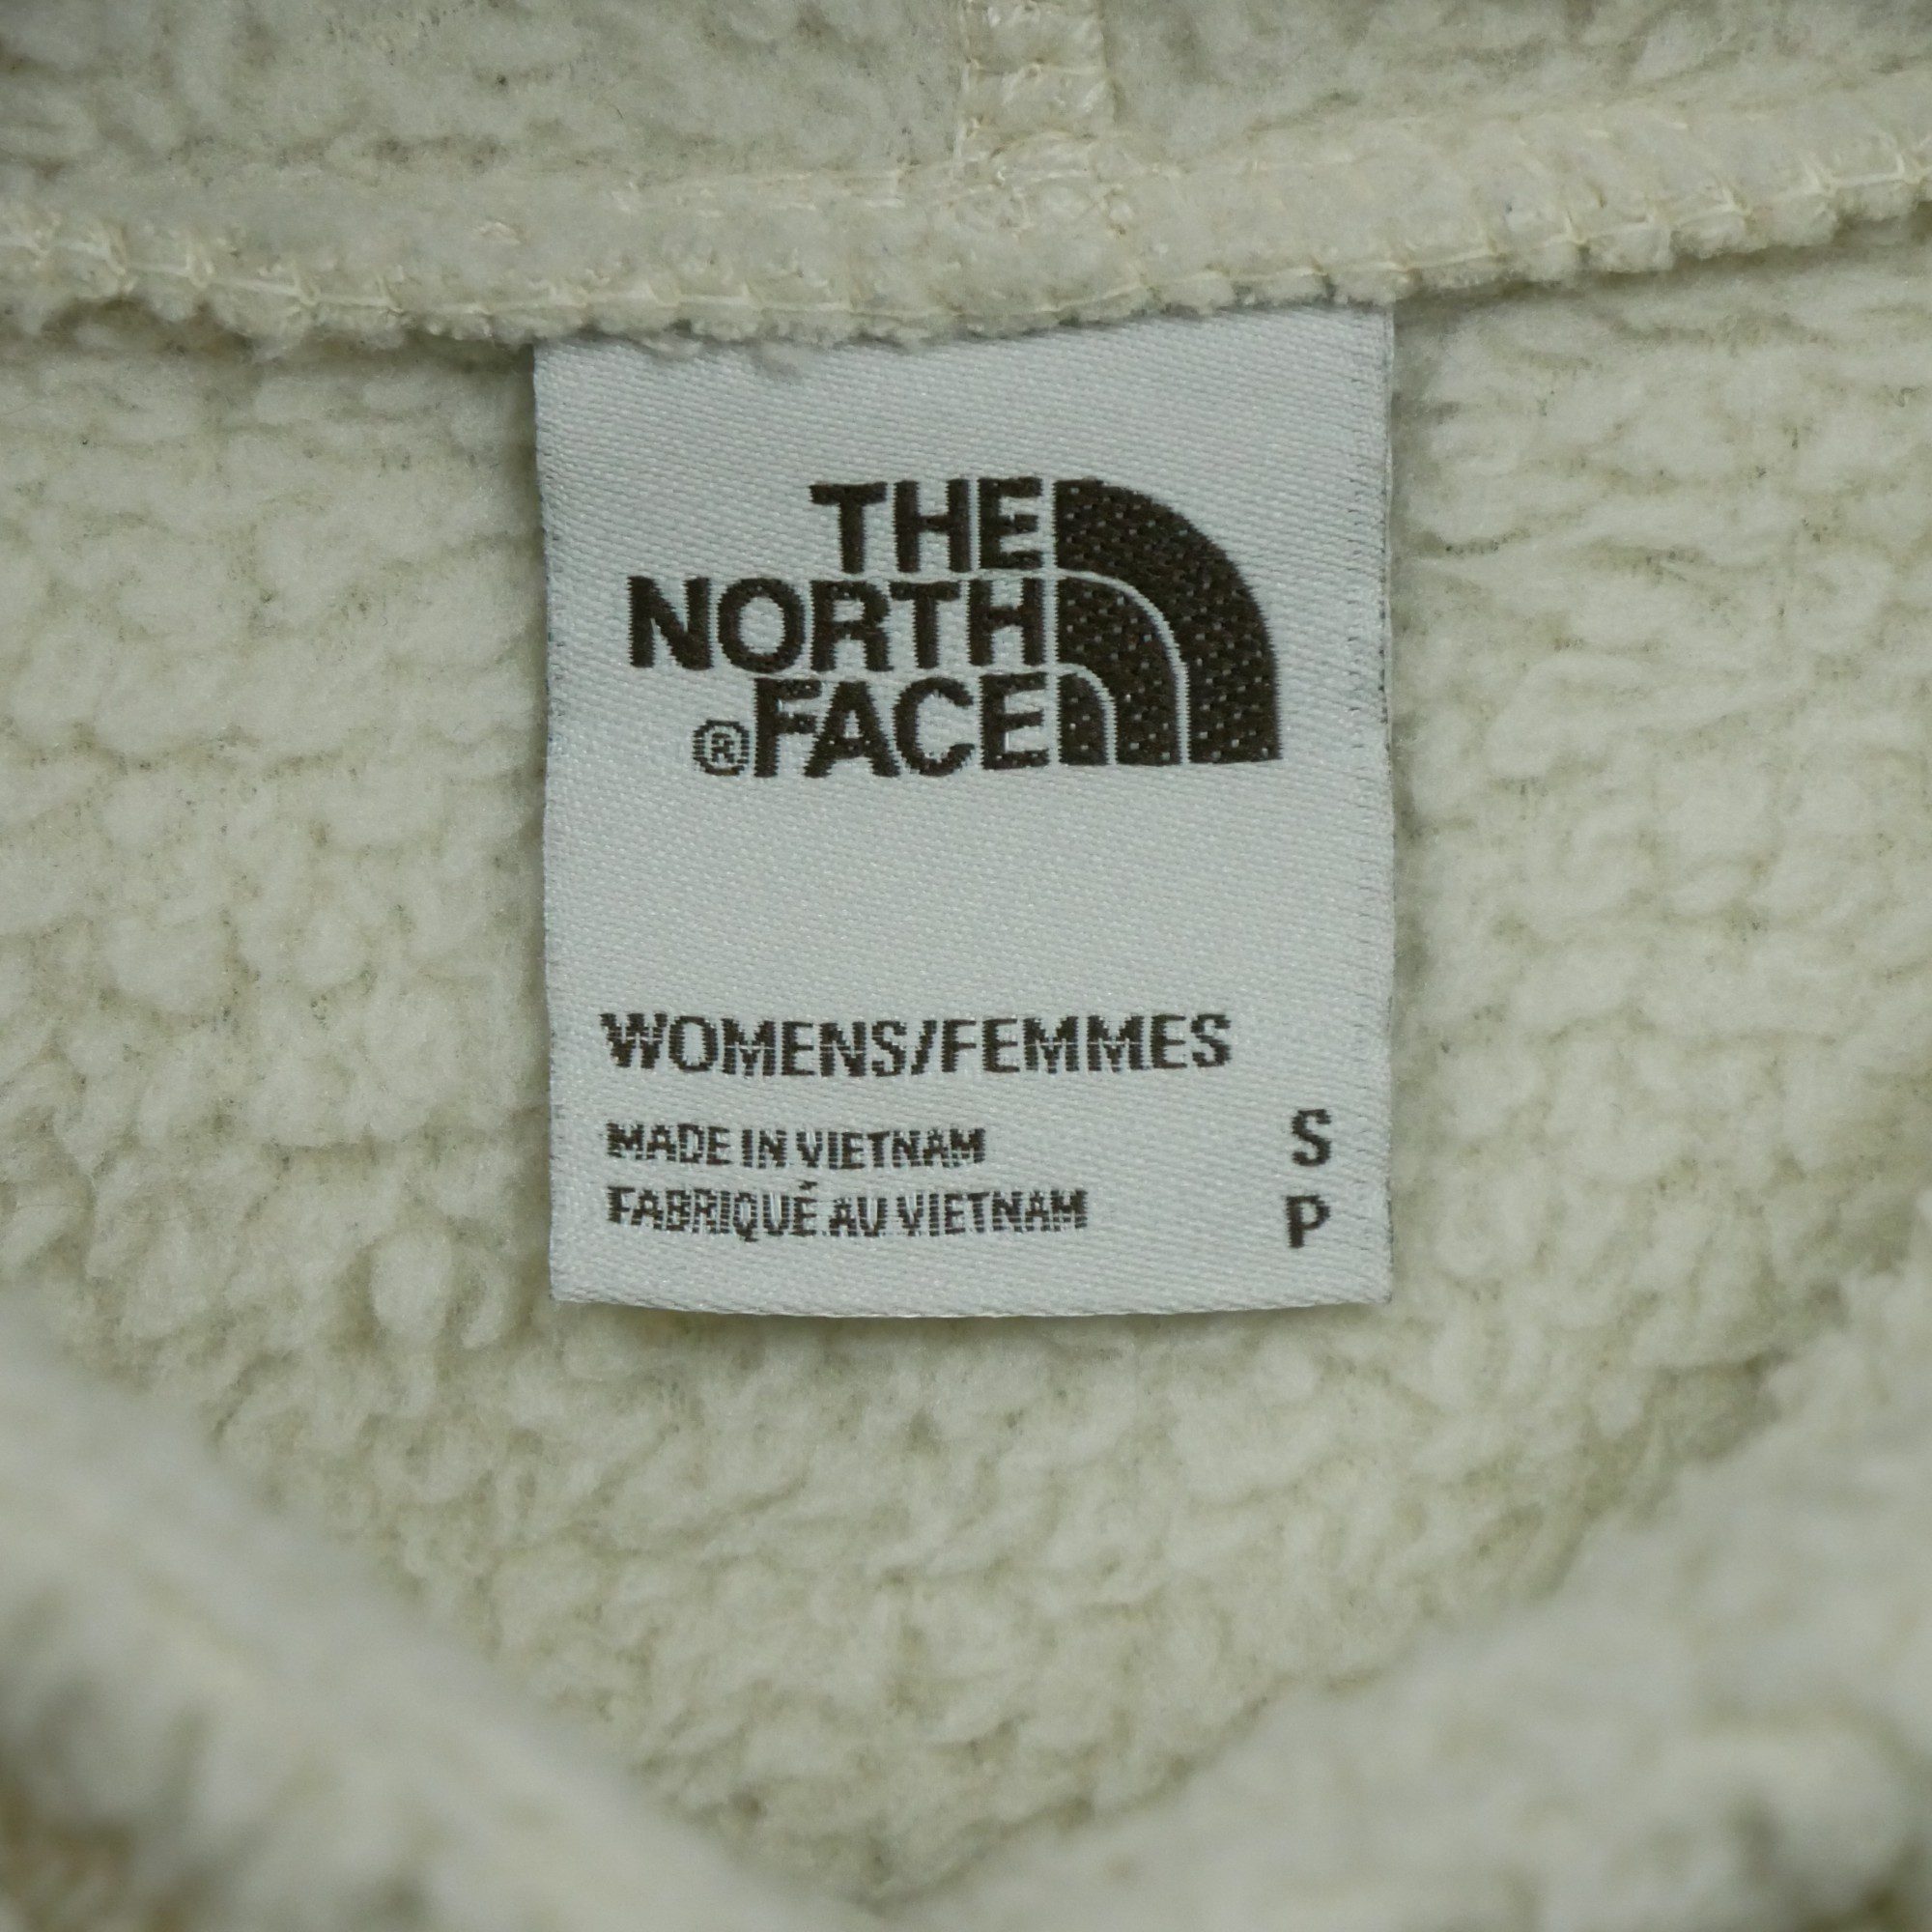 THE
NORTH
®FACE
WOMENS/FEMMES
MADE IN VIETNAM S
FABRIQUÉ AU VIETNAM P